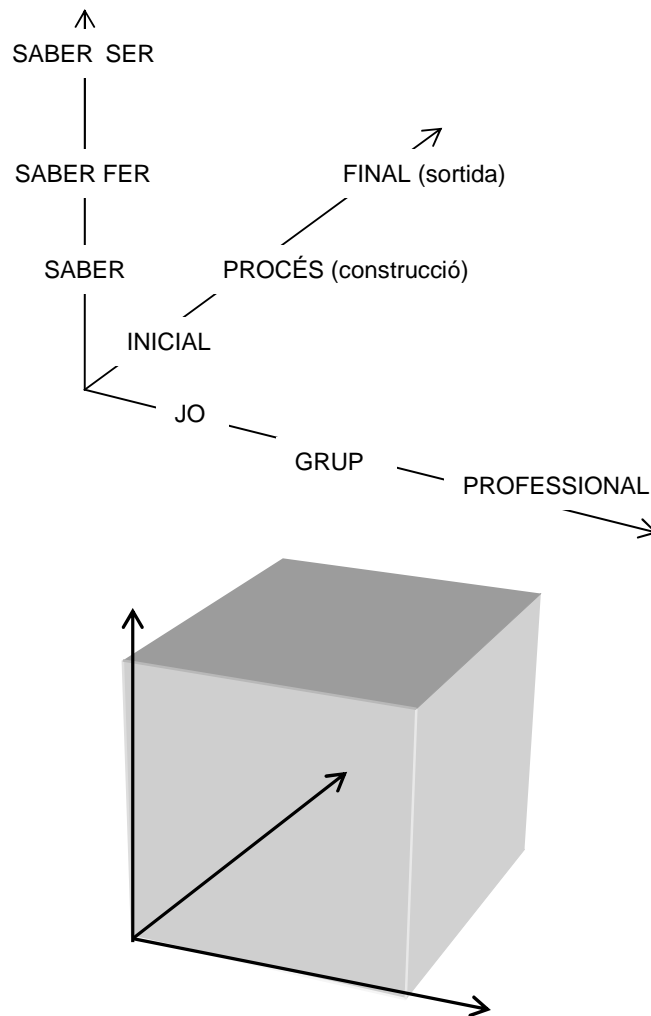 SABER SER
SABER FER
FINAL (sortida)
SABER
PROCÉS (construcció)
INICIAL
JO
GRUP
PROFESSIONAL